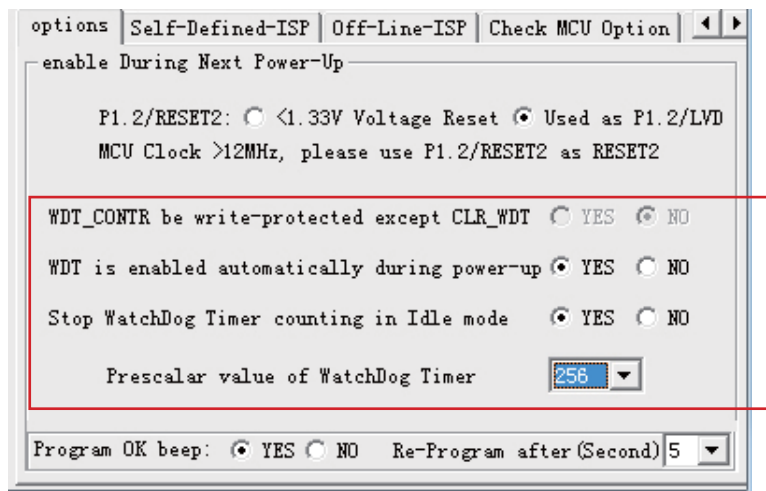 options Self-Defined-ISP Off-Line-ISP Check MCU Option
enable During Next Power-Up
P1.2/RESET2: <1.33V Voltage Reset Used as P1.2/LVD
MCU Clock >12MHz, please use P1.2/RESET2 as RESET2
WDT_CONTR be write-protected except CLR_WDT YES NO
WDT is enabled automatically during power-up YES NO
Stop WatchDog Timer counting in Idle mode YES NO
Prescalar value of WatchDog Timer 256
Program OK beep: YES NO Re-Program after(Second) 5